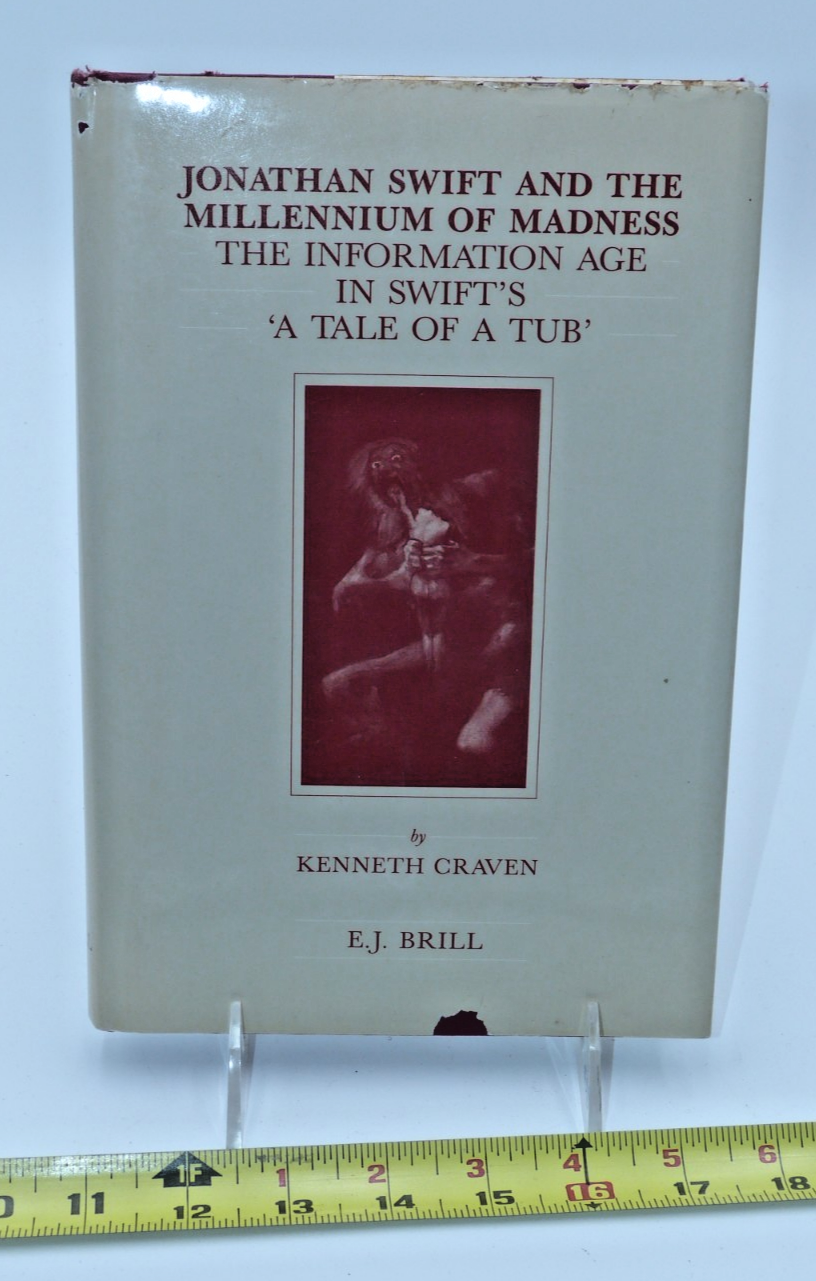 JONATHAN SWIFT AND THE
MILLENNIUM OF MADNESS
THE INFORMATION AGE
IN SWIFT'S
‘A TALE OF A TUB’
by
KENNETH CRAVEN
E.J. BRILL
1F 1 2 3 4 5 6
11 12 13 14 15 16 17 18